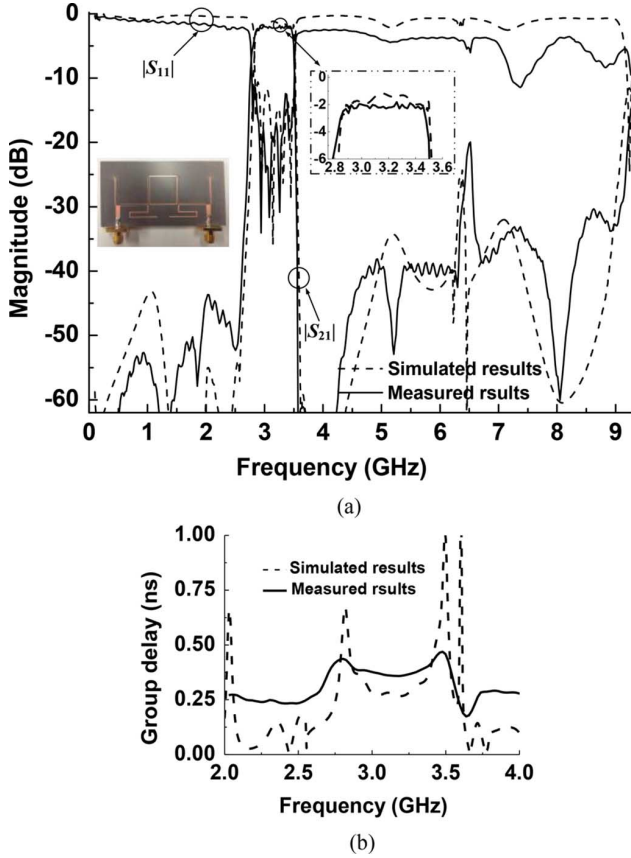 0
-10
-20
-30
-40
-50
-60
Magnitude (dB)
|S11|
0
-2
-4
-6
2.8 3.0 3.2 3.4 3.6
|S21|
Simulated results
Measured rsults
0 1 2 3 4 5 6 7 8 9
Frequency (GHz)
(a)
1.00
0.75
0.50
0.25
0.00
Group delay (ns)
Simulated results
Measured rsults
2.0 2.5 3.0 3.5 4.0
Frequency (GHz)
(b)